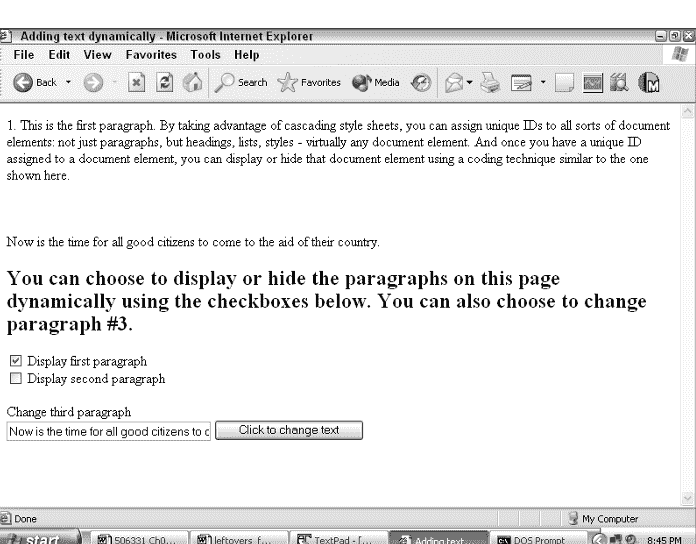 Adding text dynamically - Microsoft Internet Explorer
File Edit View Favorites Tools Help
Back Search Favorites Media
1. This is the first paragraph. By taking advantage of cascading style sheets, you can assign unique IDs to all sorts of document
elements: not just paragraphs, but headings, lists, styles - virtually any document element. And once you have a unique ID
assigned to a document element, you can display or hide that document element using a coding technique similar to the one
shown here.
Now is the time for all good citizens to come to the aid of their country.
You can choose to display or hide the paragraphs on this page
dynamically using the checkboxes below. You can also choose to change
paragraph #3.
Display first paragraph
Display second paragraph
Change third paragraph
Now is the time for all good citizens to c Click to change text
Done My Computer
start 506331 Ch0... leftovers_f... TextPad - [... Adding text... DOS Prompt 8:45 PM